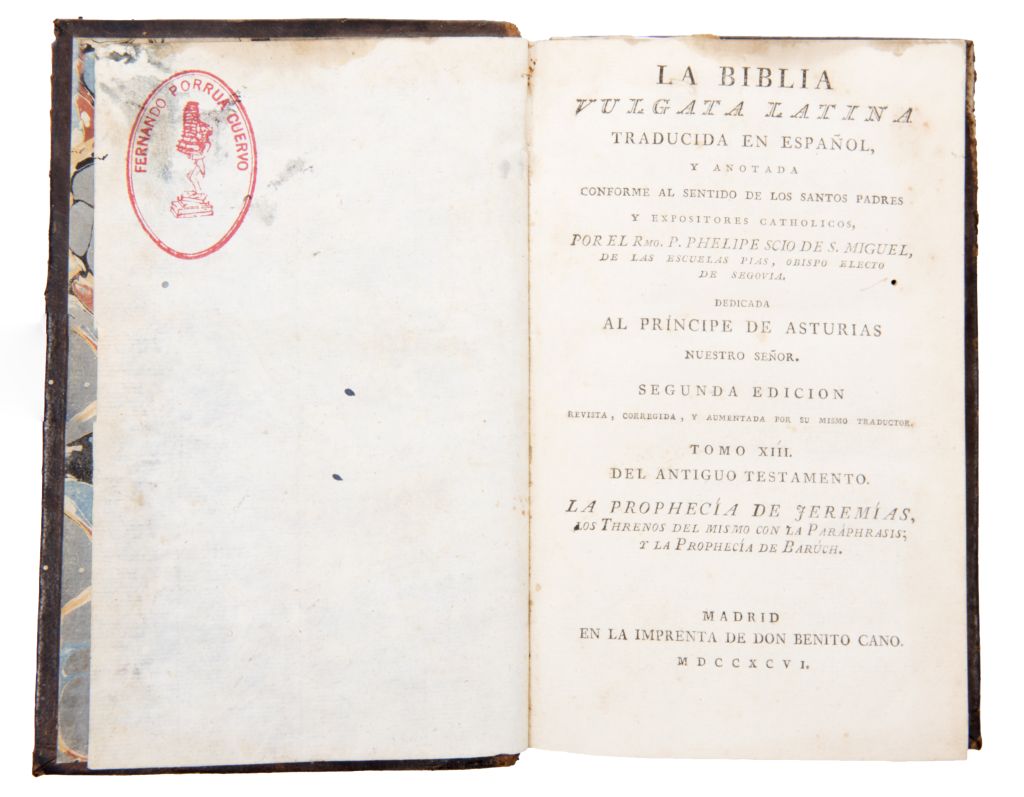 FERNANDO PORRUA CUERVO
LA BIBLIA
VULGATA LATINA
TRADUCIDA EN ESPAÑOL,
Y ANOTADA
CONFORME AL SENTIDO DE LOS SANTOS PADRES
Y EXPOSITORES CATHOLICOS,
POR EL RMO. P. PHELIPE SCIO DE S. MIGUEL,
DE LAS ESCUELAS PIAS, OBISPO ELECTO
DE SEGOVIA.
DEDICADA
AL PRÍNCIPE DE ASTURIAS
NUESTRO SEÑOR.
SEGUNDA EDICION
REVISTA, CORREGIDA, Y AUMENTADA POR SU MISMO TRADUCTOR.
TOMO XIII.
DEL ANTIGUO TESTAMENTO.
LA PROPHECÍA DE JEREMÍAS,
LOS THRENOS DEL MISMO CON LA PARÁPHRASIS;
Y LA PROPHECÍA DE BARÚCH.
MADRID
EN LA IMPRENTA DE DON BENITO CANO.
MDCCXCVI.